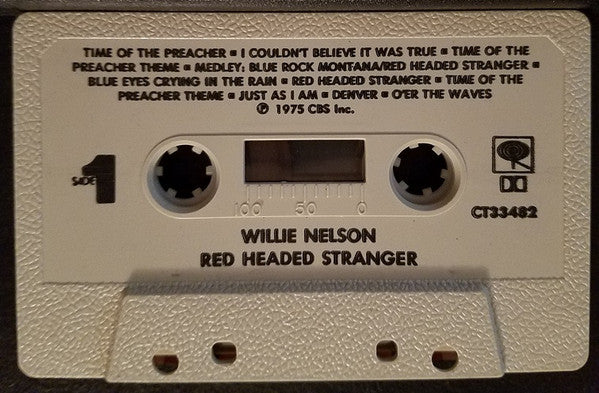 TIME OF THE PREACHER ▪ I COULDN'T BELIEVE IT WAS TRUE ▪ TIME OF THE
PREACHER THEME ▪ MEDLEY: BLUE ROCK MONTANA/RED HEADED STRANGER ▪
BLUE EYES CRYING IN THE RAIN ▪ RED HEADED STRANGER ▪ TIME OF THE
PREACHER THEME ▪ JUST AS I AM ▪ DENVER ▪ O'ER THE WAVES
℗ 1975 CBS Inc.
SIDE 1
100 50 0
CT33482
WILLIE NELSON
RED HEADED STRANGER